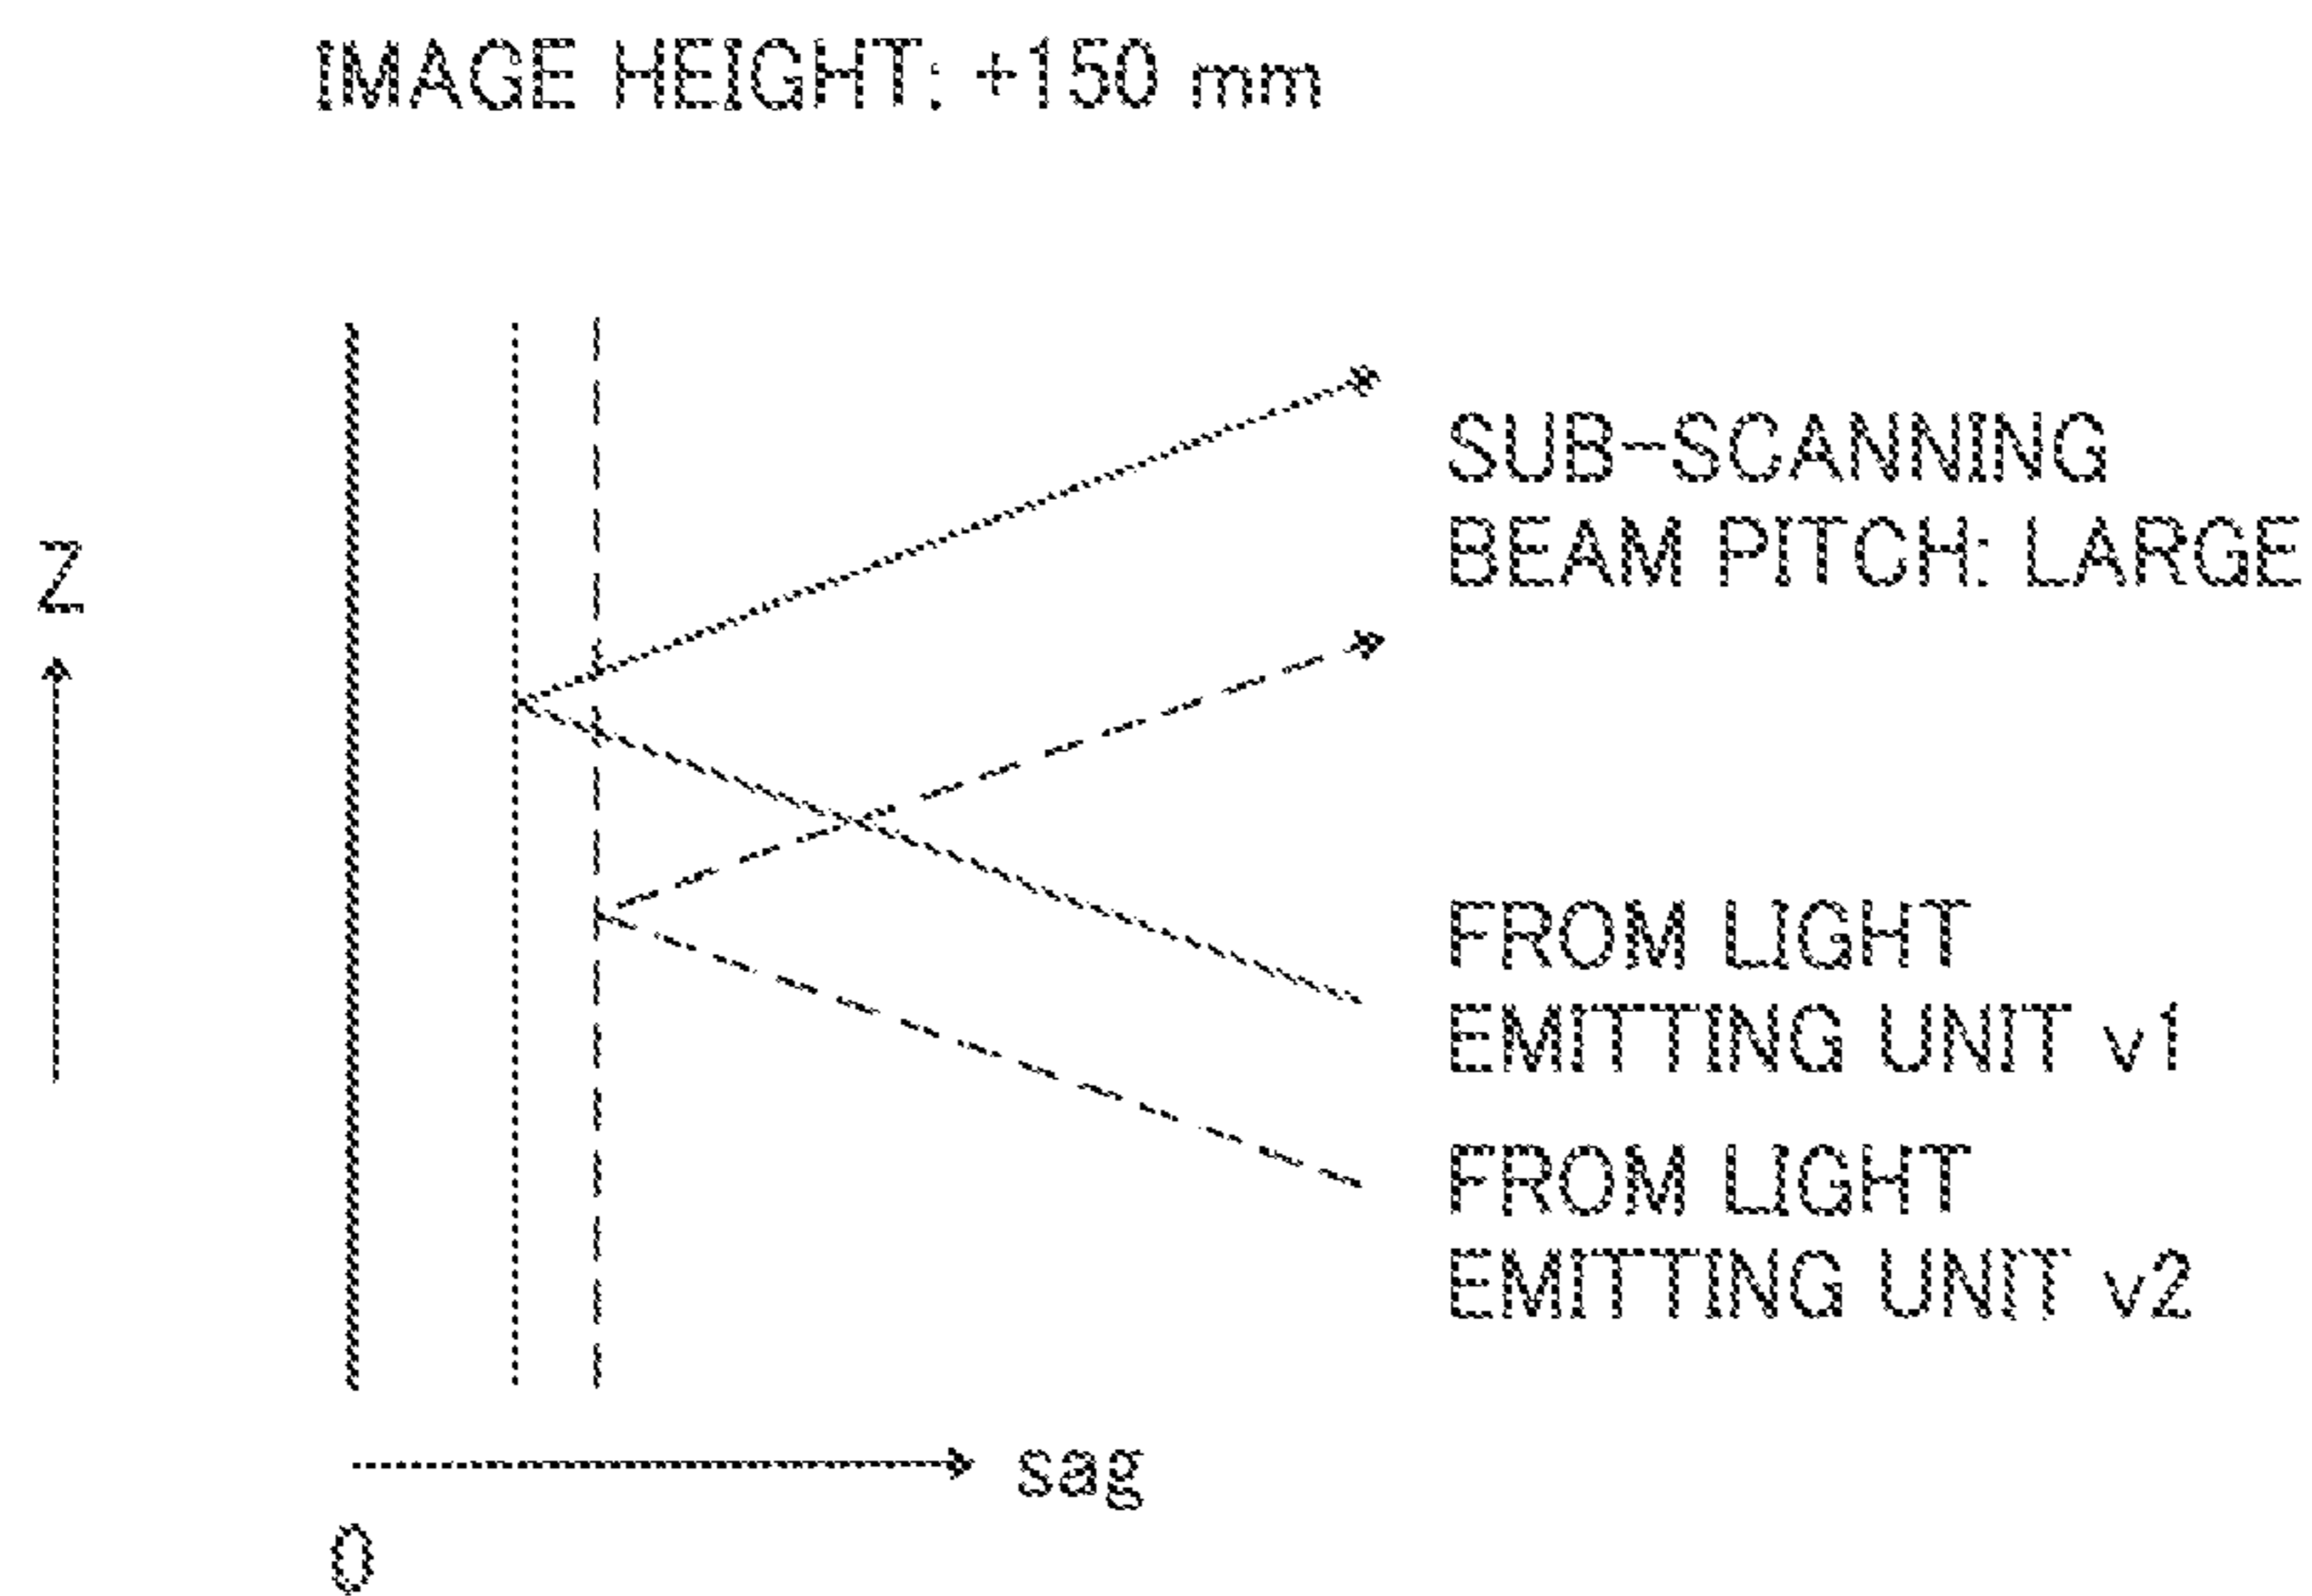 IMAGE HEIGHT: +150 mm
SUB-SCANNING
BEAM PITCH: LARGE
Z
FROM LIGHT
EMITTING UNIT v1
FROM LIGHT
EMITTING UNIT v2
sag
0